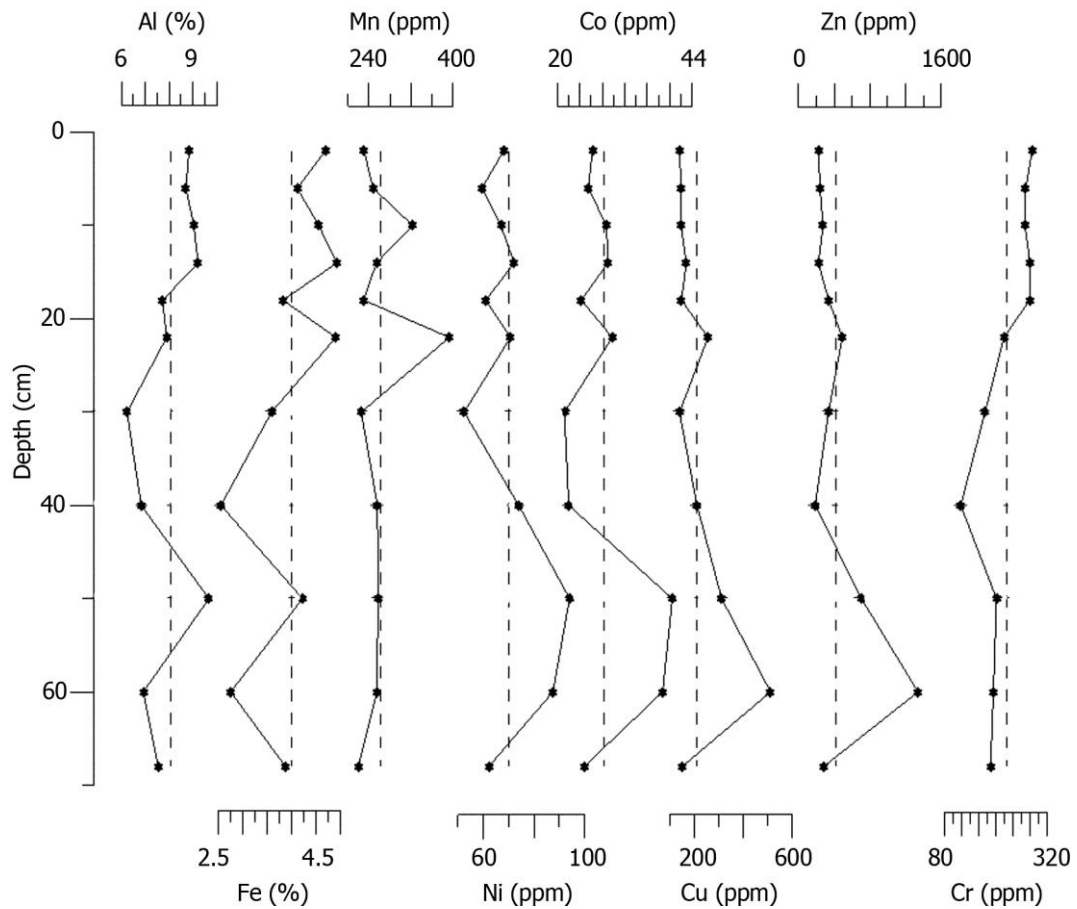 Al (%) Mn (ppm) Co (ppm) Zn (ppm)
6 9 240 400 20 44 0 1600
0
20
40
60
Depth (cm)
2.5 4.5 60 100 200 600 80 320
Fe (%) Ni (ppm) Cu (ppm) Cr (ppm)